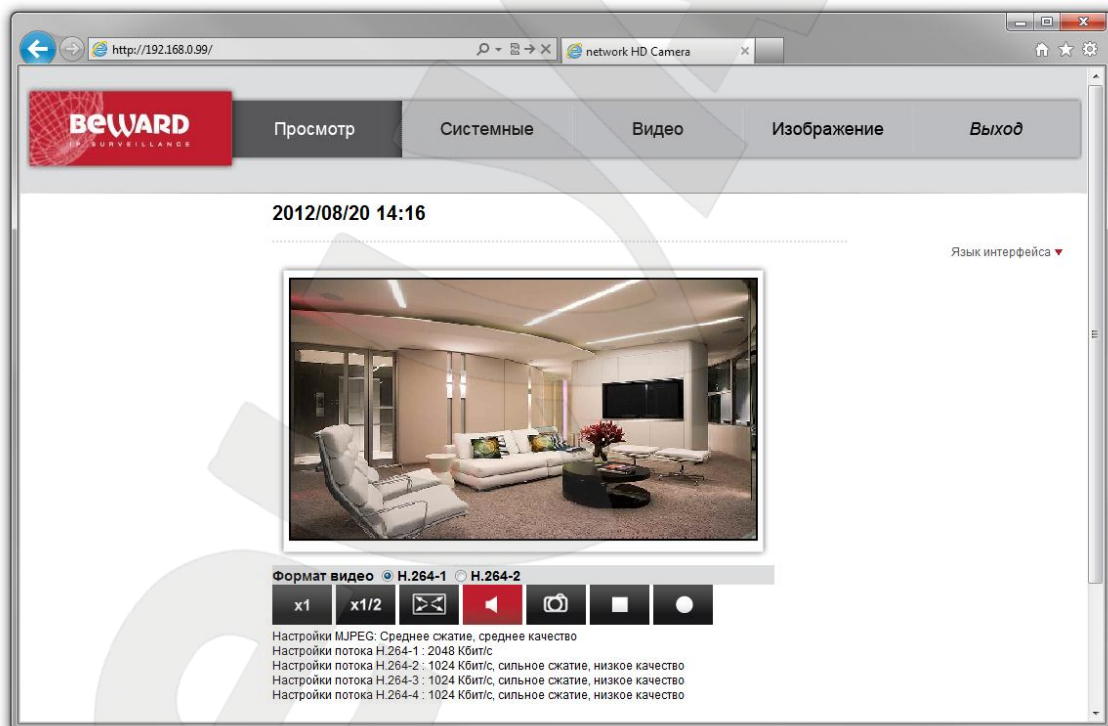 http://192.168.0.99/
network HD Camera
BEWARD
IP SURVEILLANCE
Просмотр
Системные
Видео
Изображение
Выход
2012/08/20 14:16
Язык интерфейса
Формат видео H.264-1 H.264-2
x1 x1/2
Настройки MJPEG: Среднее сжатие, среднее качество
Настройки потока H.264-1 : 2048 Кбит/с
Настройки потока H.264-2 : 1024 Кбит/с, сильное сжатие, низкое качество
Настройки потока H.264-3 : 1024 Кбит/с, сильное сжатие, низкое качество
Настройки потока H.264-4 : 1024 Кбит/с, сильное сжатие, низкое качество